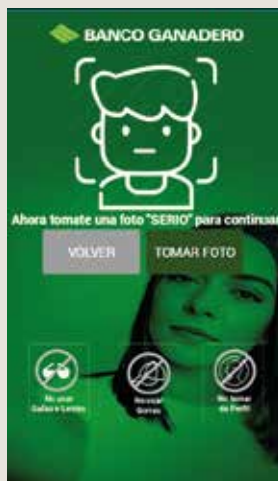 BANCO GANADERO
Ahora tomate una foto "SERIO" para continuar
VOLVER
TOMAR FOTO
No usar
Gafas o Lentes
No usar
Gorras
No tomar
de Perfil